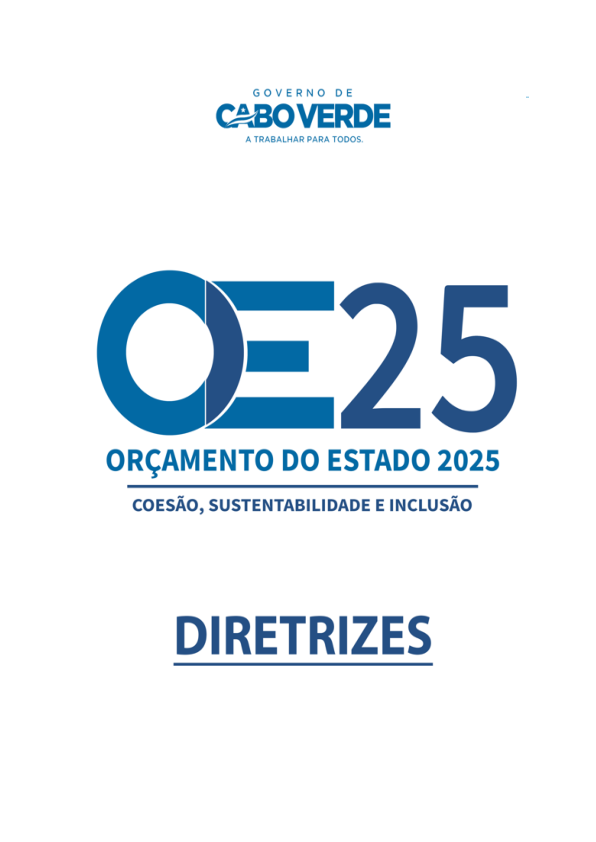 GOVERNO DE
CABO VERDE
A TRABALHAR PARA TODOS.
OE25
ORÇAMENTO DO ESTADO 2025
COESÃO, SUSTENTABILIDADE E INCLUSÃO
DIRETRIZES